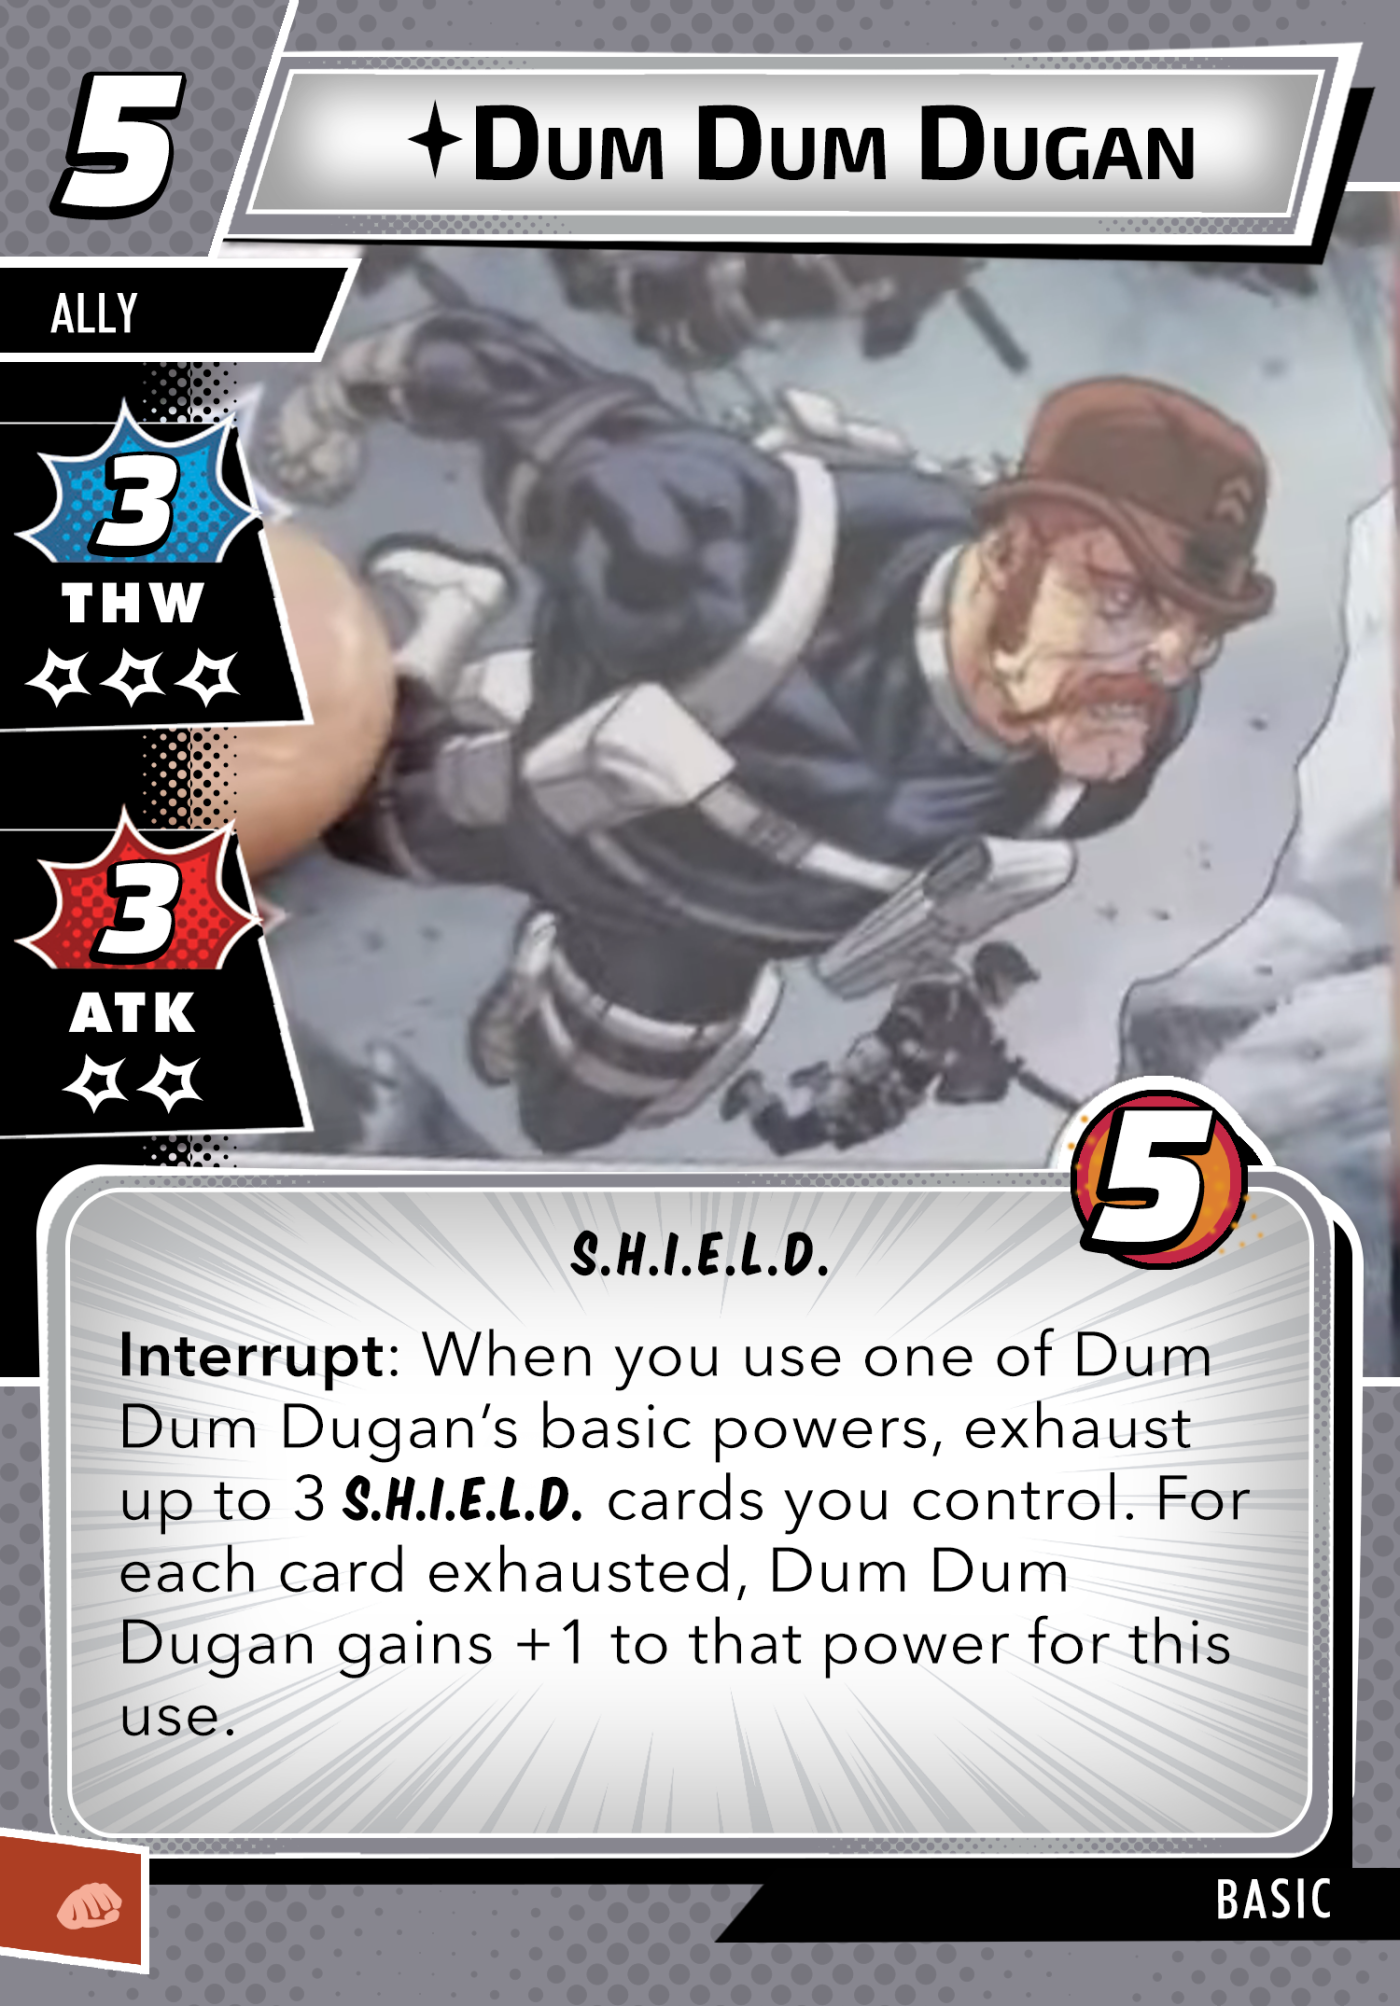 5
DUM DUM DUGAN
ALLY
3
THW
3
ATK
5
S.H.I.E.L.D.
Interrupt: When you use one of Dum
Dum Dugan's basic powers, exhaust
up to 3 S.H.I.E.L.D. cards you control. For
each card exhausted, Dum Dum
Dugan gains +1 to that power for this
use.
BASIC